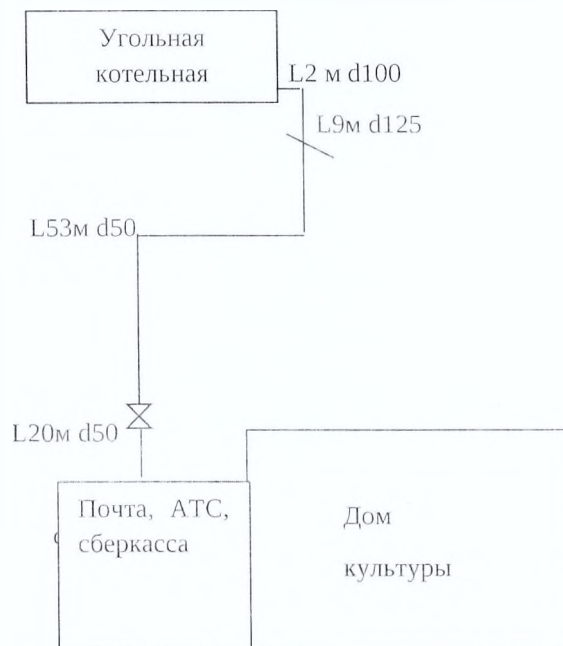 Угольная
котельная
L2 м d100
L9м d125
L53м d50
L20м d50
Почта, АТС,
сберкасса
Дом
культуры